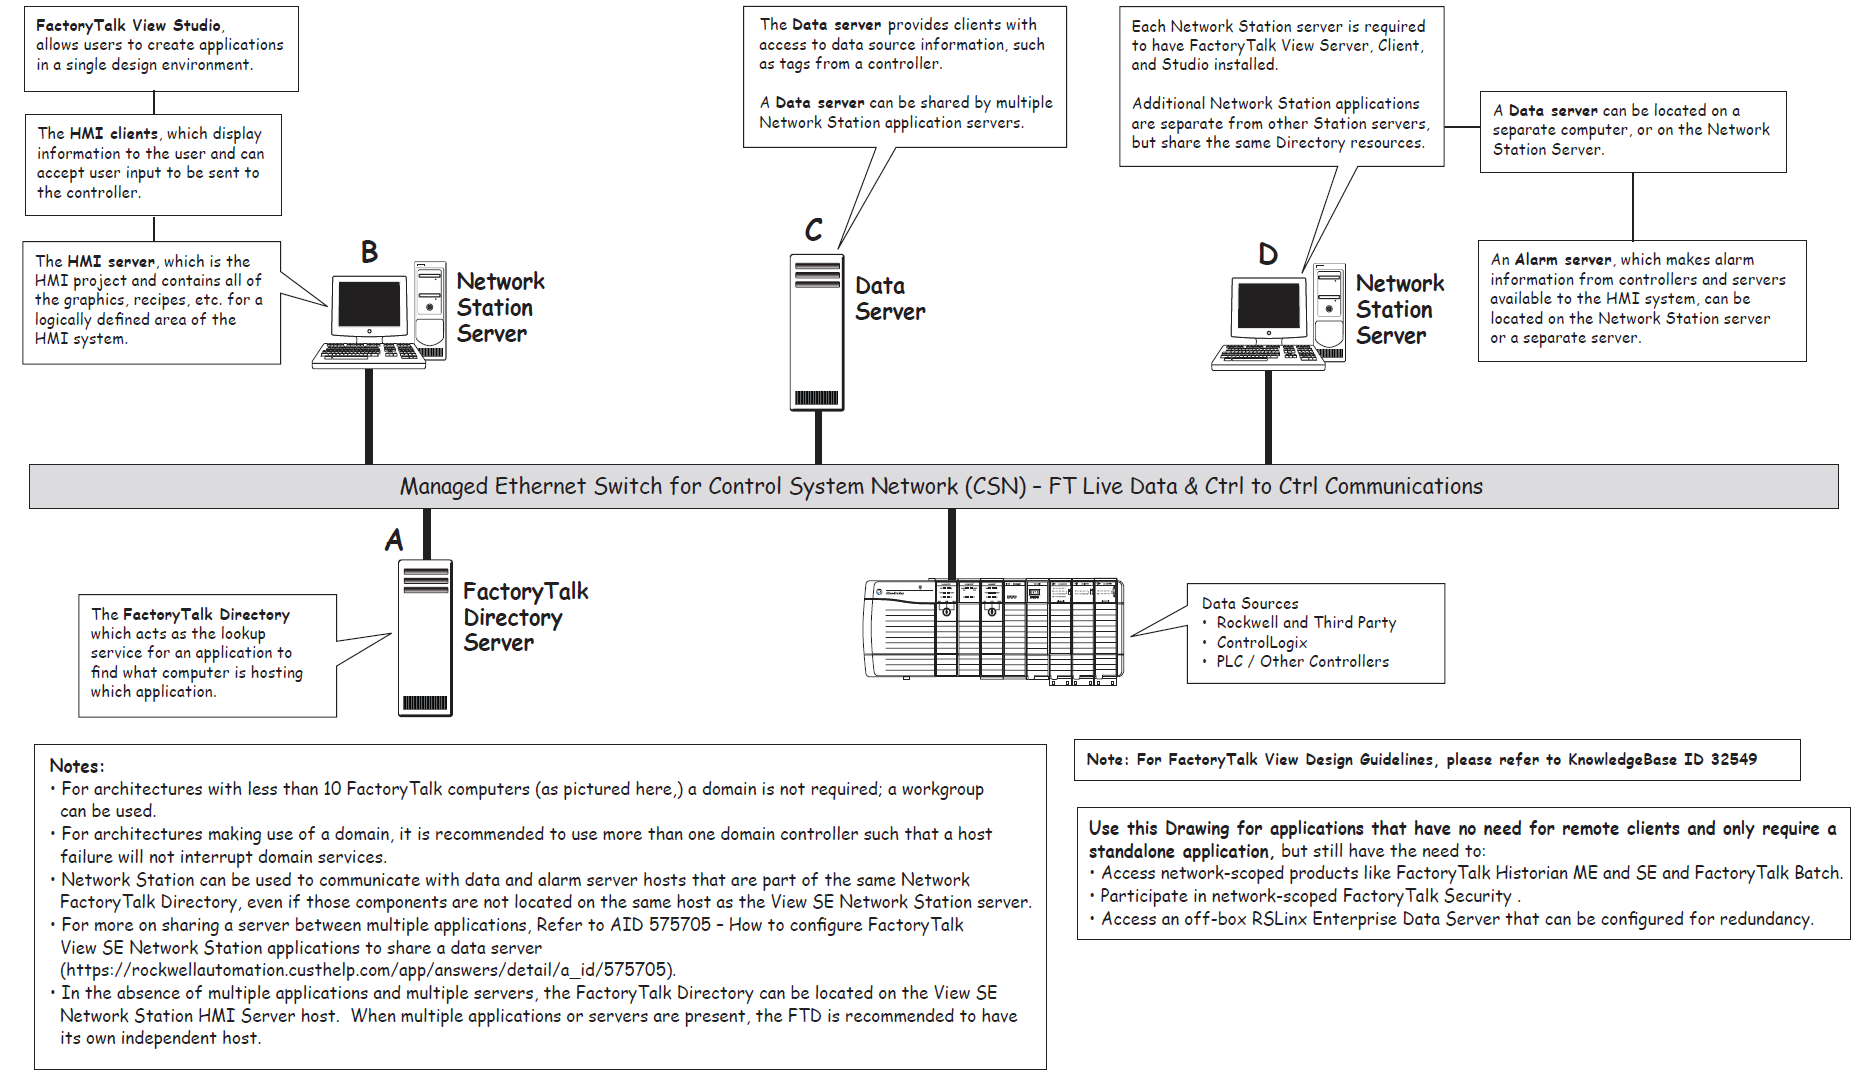 FactoryTalk View Studio,
allows users to create applications
in a single design environment.
The HMI clients, which display
information to the user and can
accept user input to be sent to
the controller.
The HMI server, which is the
HMI project and contains all of
the graphics, recipes, etc. for a
logically defined area of the
HMI system.
B
Network
Station
Server
The Data server provides clients with
access to data source information, such
as tags from a controller.
A Data server can be shared by multiple
Network Station application servers.
C
Data
Server
Each Network Station server is required
to have FactoryTalk View Server, Client,
and Studio installed.
Additional Network Station applications
are separate from other Station servers,
but share the same Directory resources.
D
Network
Station
Server
A Data server can be located on a
separate computer, or on the Network
Station Server.
An Alarm server, which makes alarm
information from controllers and servers
available to the HMI system, can be
located on the Network Station server
or a separate server.
Managed Ethernet Switch for Control System Network (CSN) – FT Live Data & Ctrl to Ctrl Communications
A
FactoryTalk
Directory
Server
The FactoryTalk Directory
which acts as the lookup
service for an application to
find what computer is hosting
which application.
Data Sources
• Rockwell and Third Party
• ControlLogix
• PLC / Other Controllers
Notes:
• For architectures with less than 10 FactoryTalk computers (as pictured here,) a domain is not required; a workgroup
can be used.
• For architectures making use of a domain, it is recommended to use more than one domain controller such that a host
failure will not interrupt domain services.
• Network Station can be used to communicate with data and alarm server hosts that are part of the same Network
FactoryTalk Directory, even if those components are not located on the same host as the View SE Network Station server.
• For more on sharing a server between multiple applications, Refer to AID 575705 – How to configure FactoryTalk
View SE Network Station applications to share a data server
(https://rockwellautomation.custhelp.com/app/answers/detail/a_id/575705).
• In the absence of multiple applications and multiple servers, the FactoryTalk Directory can be located on the View SE
Network Station HMI Server host. When multiple applications or servers are present, the FTD is recommended to have
its own independent host.
Note: For FactoryTalk View Design Guidelines, please refer to KnowledgeBase ID 32549
Use this Drawing for applications that have no need for remote clients and only require a
standalone application, but still have the need to:
• Access network-scoped products like FactoryTalk Historian ME and SE and FactoryTalk Batch.
• Participate in network-scoped FactoryTalk Security .
• Access an off-box RSLinx Enterprise Data Server that can be configured for redundancy.